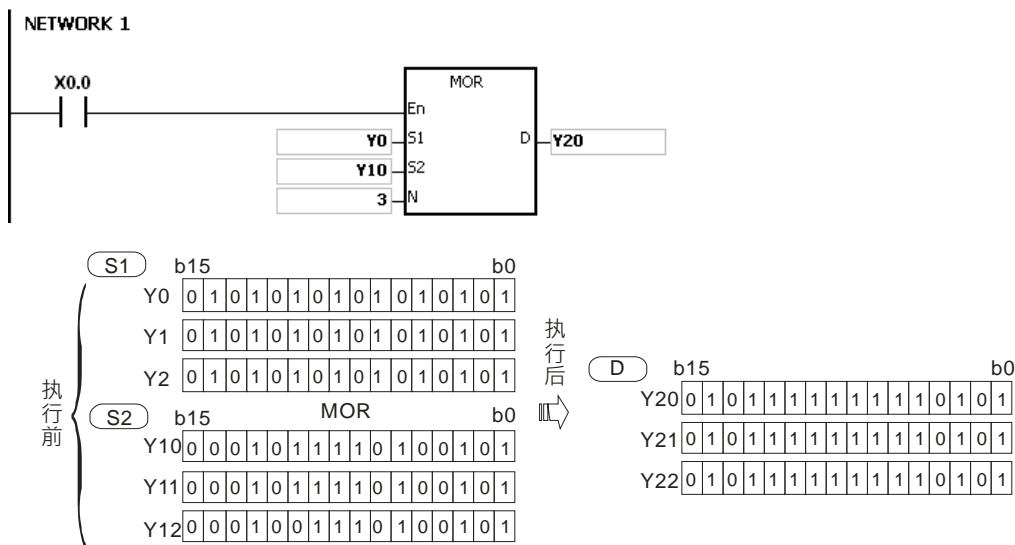 NETWORK 1
X0.0
MOR
En
Y0 S1 D Y20
Y10 S2
3 N
S1 b15 b0
Y0 0 1 0 1 0 1 0 1 0 1 0 1 0 1 0 1
Y1 0 1 0 1 0 1 0 1 0 1 0 1 0 1 0 1
Y2 0 1 0 1 0 1 0 1 0 1 0 1 0 1 0 1
执行前
S2 b15 MOR b0
Y10 0 0 0 1 0 1 1 1 1 0 1 0 0 1 0 1
Y11 0 0 0 1 0 1 1 1 1 0 1 0 0 1 0 1
Y12 0 0 0 1 0 0 1 1 1 0 1 0 0 1 0 1
执行后
D b15 b0
Y20 0 1 0 1 1 1 1 1 1 1 1 1 0 1 0 1
Y21 0 1 0 1 1 1 1 1 1 1 1 1 0 1 0 1
Y22 0 1 0 1 1 1 1 1 1 1 1 1 0 1 0 1